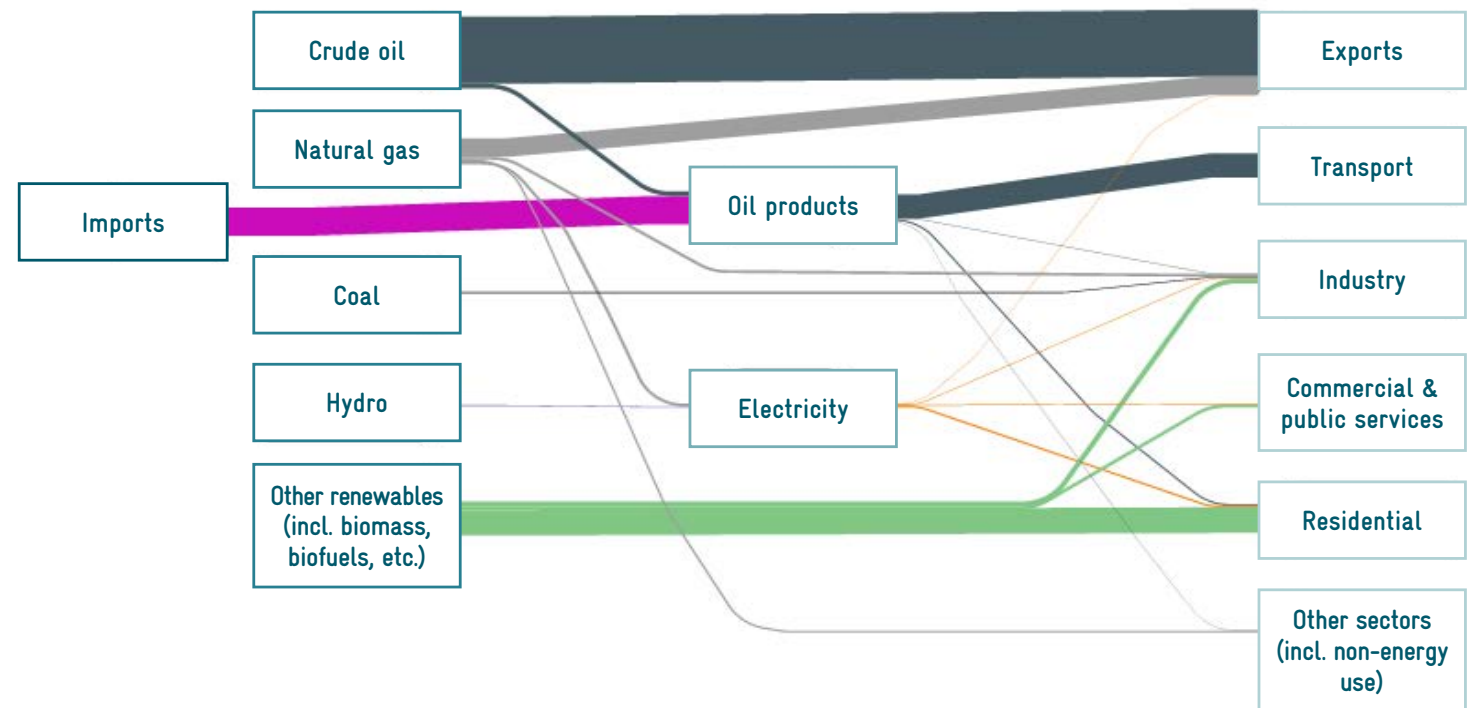 Imports
Crude oil
Natural gas
Coal
Hydro
Other renewables
(incl. biomass,
biofuels, etc.)
Oil products
Electricity
Exports
Transport
Industry
Commercial &
public services
Residential
Other sectors
(incl. non-energy
use)